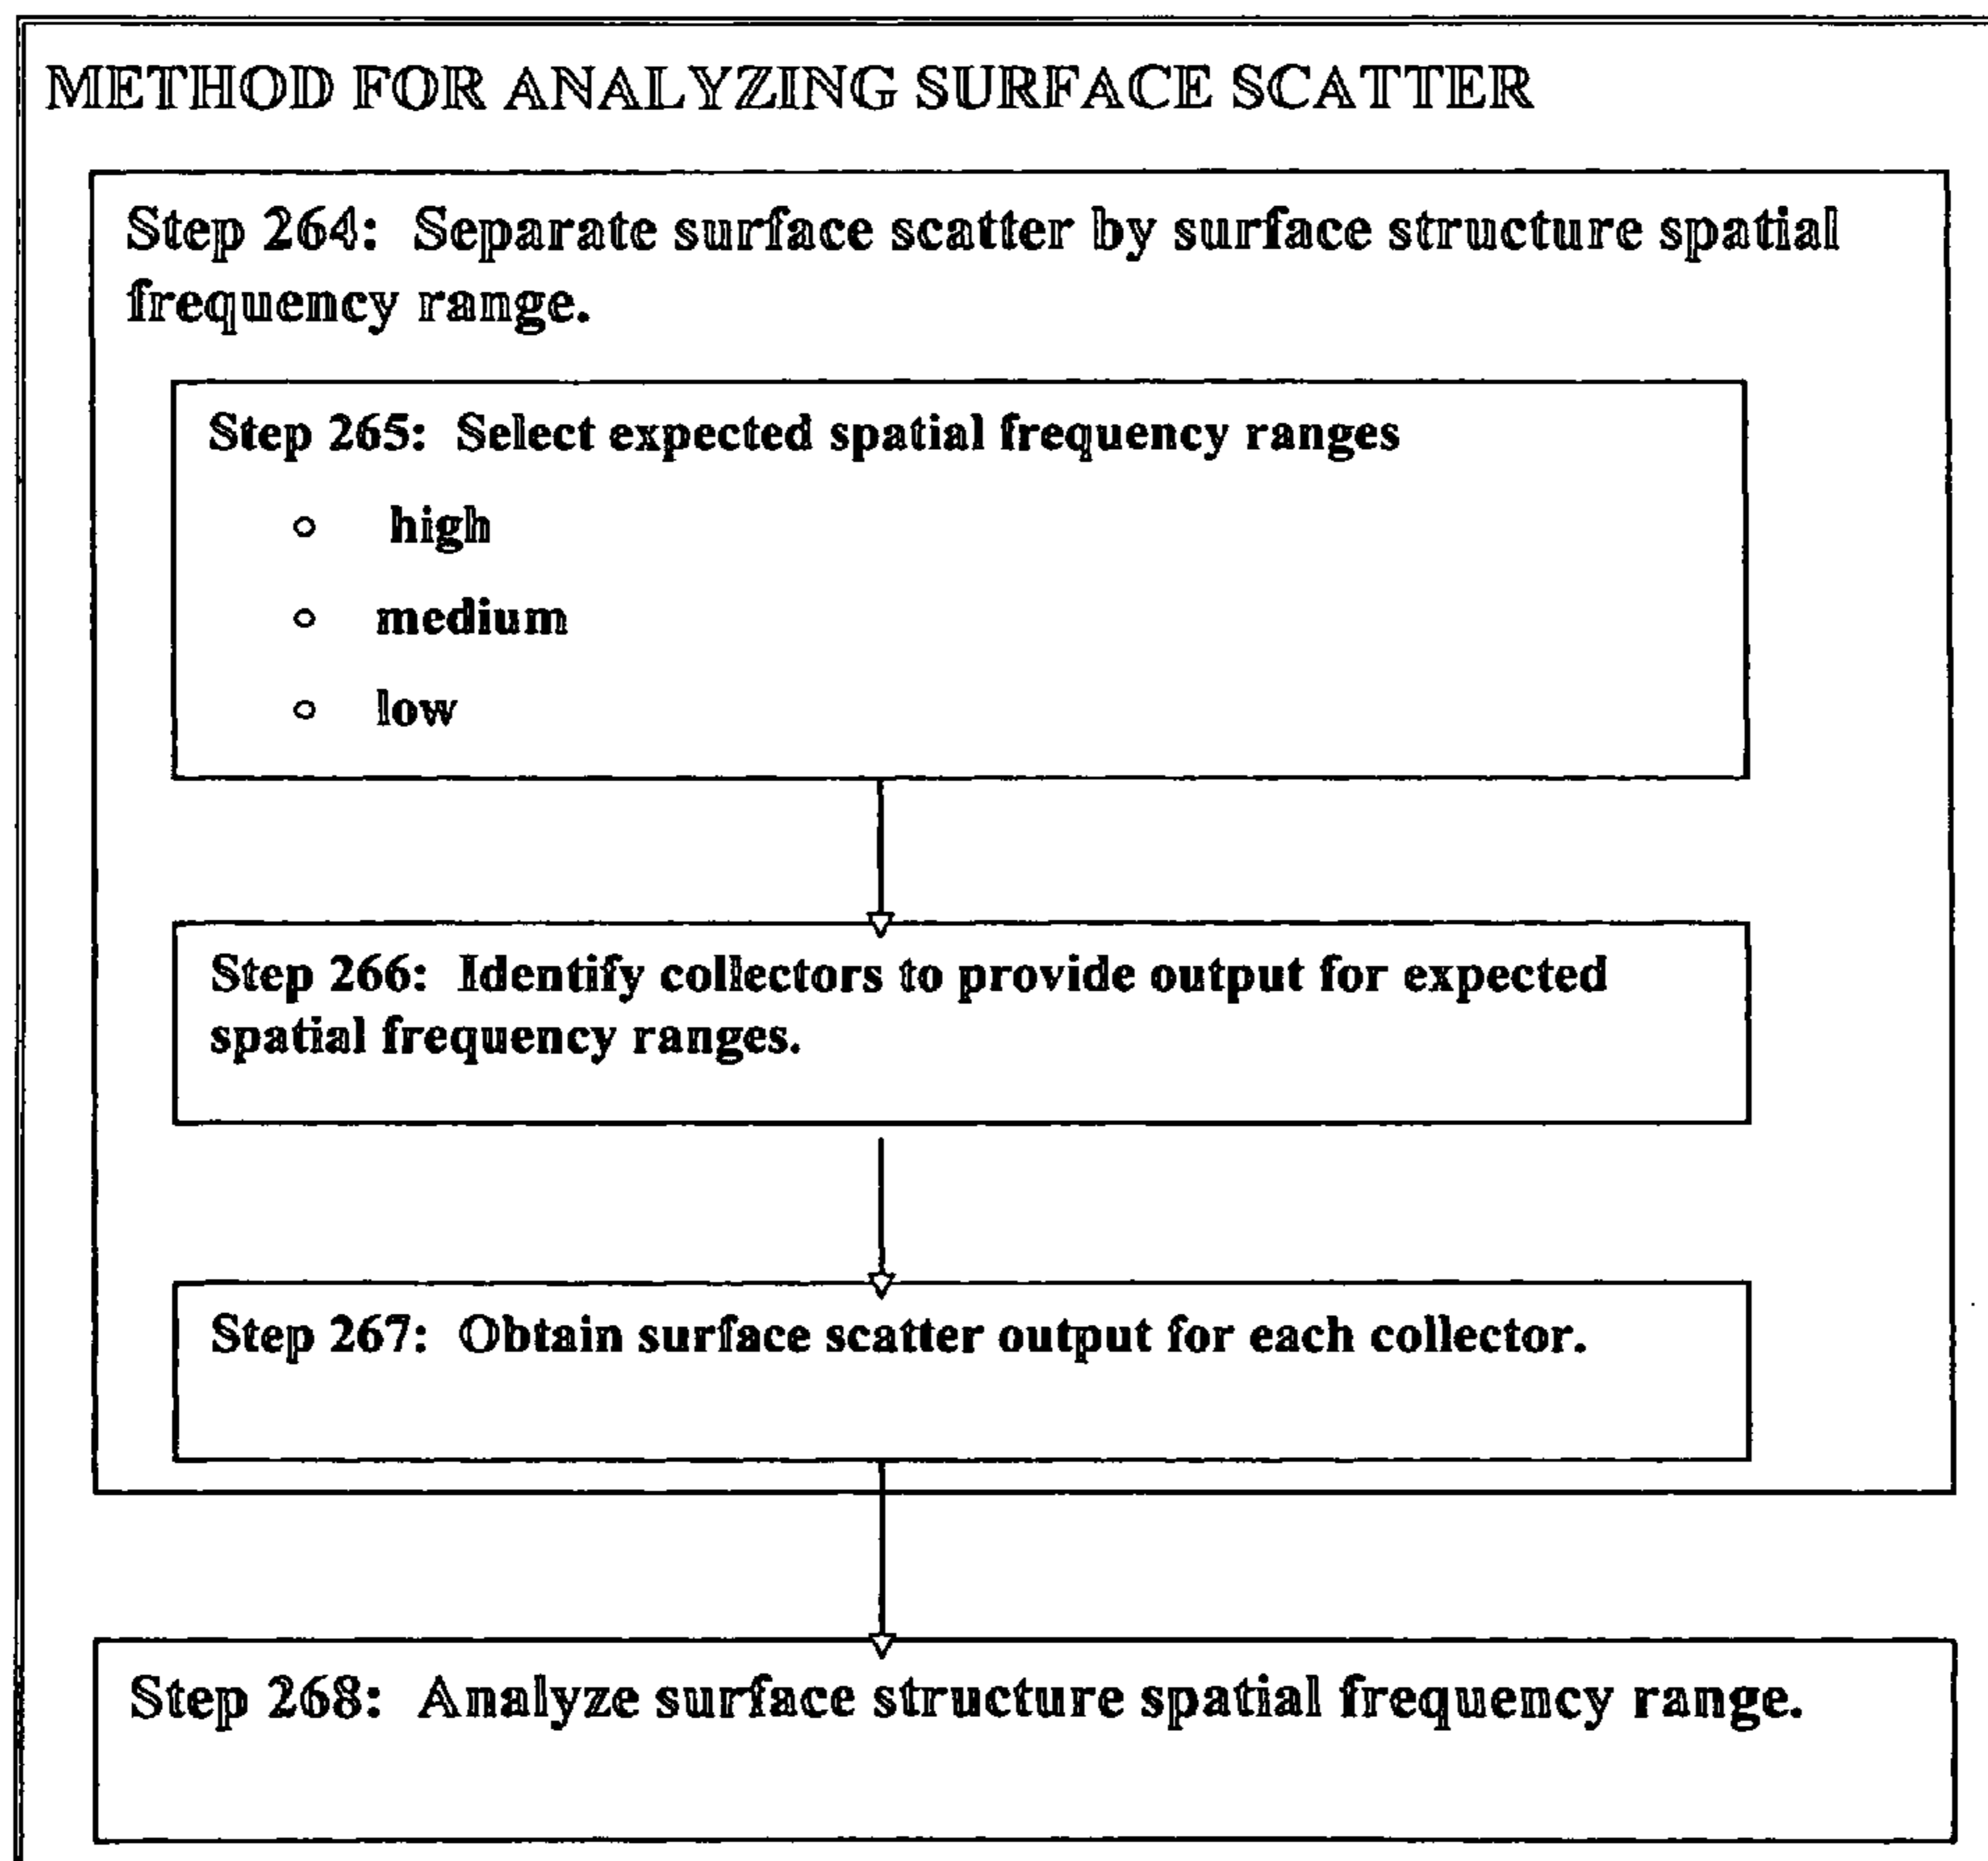 METHOD FOR ANALYZING SURFACE SCATTER
Step 264: Separate surface scatter by surface structure spatial
frequency range.
Step 265: Select expected spatial frequency ranges
○ high
○ medium
○ low
Step 266: Identify collectors to provide output for expected
spatial frequency ranges.
Step 267: Obtain surface scatter output for each collector.
Step 268: Analyze surface structure spatial frequency range.